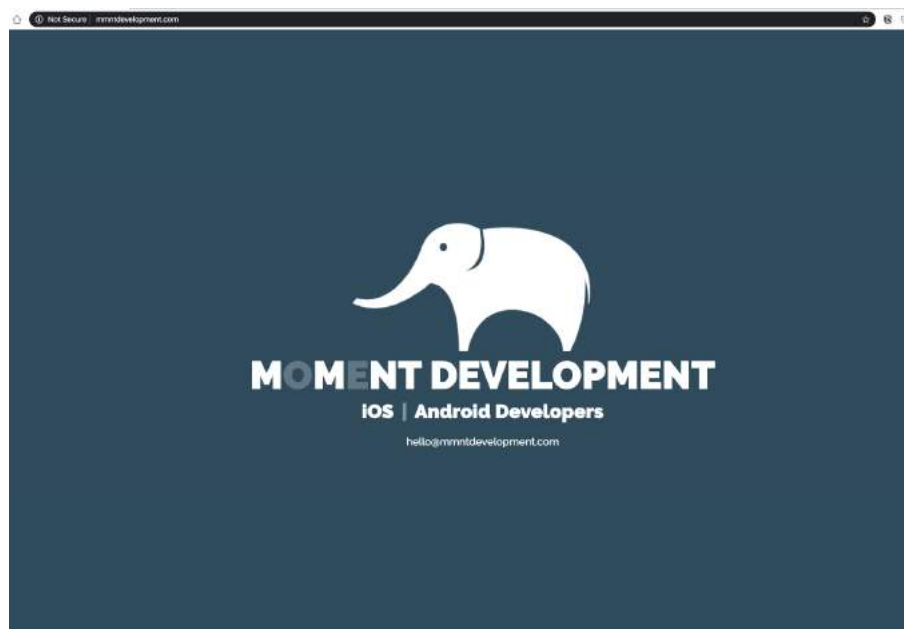 Not Secure mmntdevelopment.com
MOMENT DEVELOPMENT
iOS | Android Developers
hello@mmntdevelopment.com